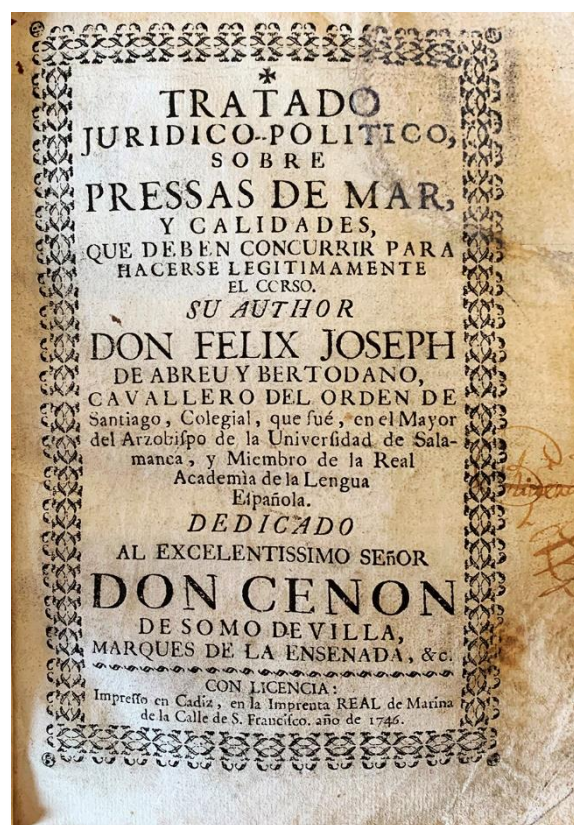 ✠
TRATADO
JURIDICO-POLITICO,
SOBRE
PRESSAS DE MAR,
Y CALIDADES,
QUE DEBEN CONCURRIR PARA
HACERSE LEGITIMAMENTE
EL CORSO.
SU AUTHOR
DON FELIX JOSEPH
DE ABREU Y BERTODANO,
CAVALLERO DEL ORDEN DE
Santiago, Colegial, que fué, en el Mayor
del Arzobiſpo de la Univerſidad de Sala-
manca, y Miembro de la Real
Academia de la Lengua
Eſpañola.
DEDICADO
AL EXCELENTISSIMO SEñOR
DON CENON
DE SOMO DE VILLA,
MARQUES DE LA ENSENADA, &c.
CON LICENCIA:
Impreſſo en Cadiz, en la Imprenta REAL de Marina
de la Calle de S. Franciſco. año de 1746.